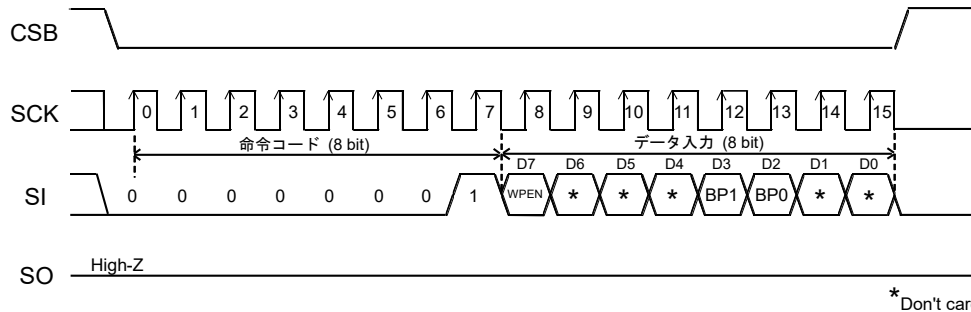 CSB
SCK
0 1 2 3 4 5 6 7 8 9 10 11 12 13 14 15
命令コード (8 bit) データ入力 (8 bit)
D7 D6 D5 D4 D3 D2 D1 D0
SI 0 0 0 0 0 0 0 1 WPEN * * * BP1 BP0 * *
High-Z
SO
*Don't car